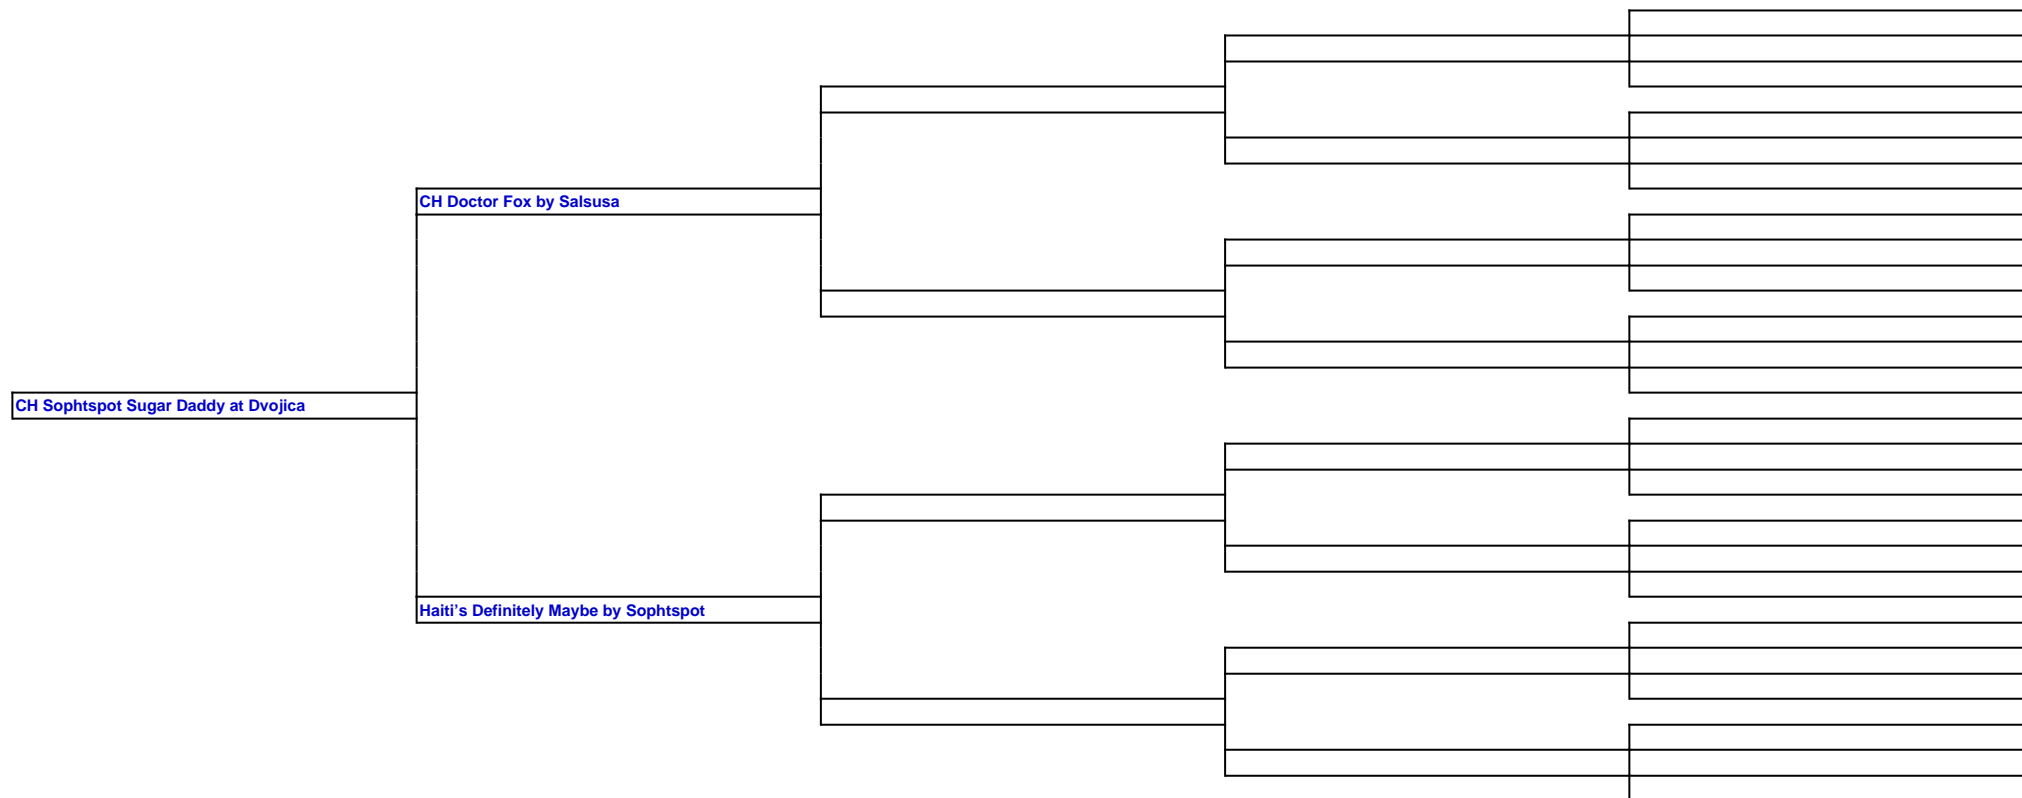 CH Doctor Fox by Salsusa
CH Sophtspot Sugar Daddy at Dvojica
Haiti’s Definitely Maybe by Sophtspot